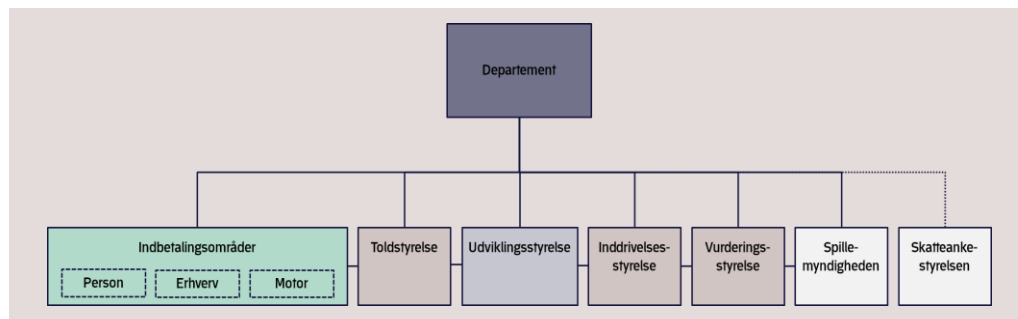 Departement
Indbetalingsområder
Person
Erhverv
Motor
Toldstyrelse
Udviklingsstyrelse
Inddrivelses-
styrelse
Vurderings-
styrelse
Spille-
myndigheden
Skatteanke-
styrelsen